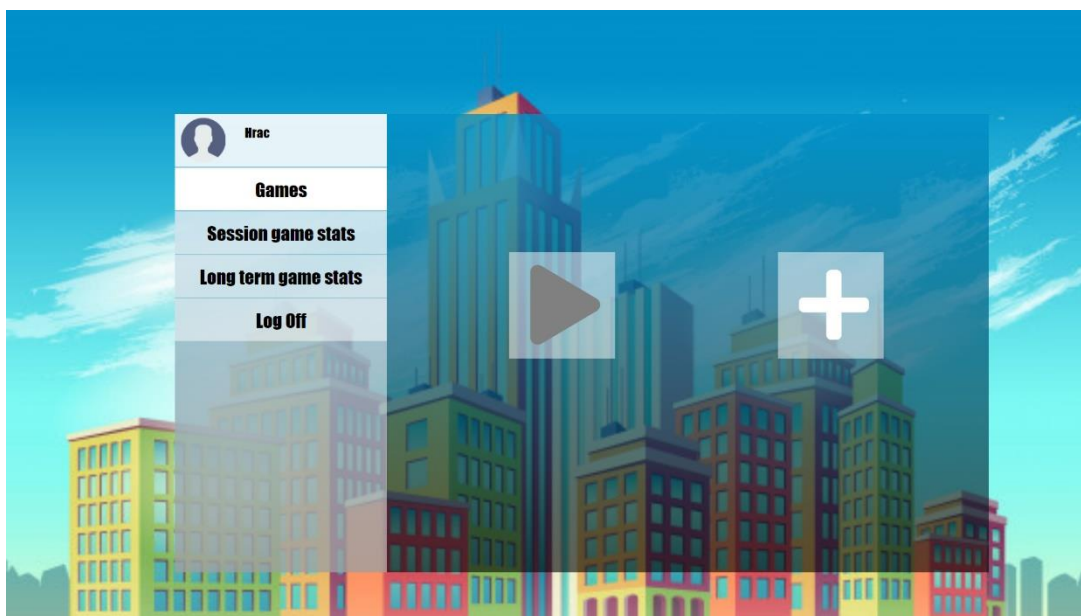 Hrac
Games
Session game stats
Long term game stats
Log Off